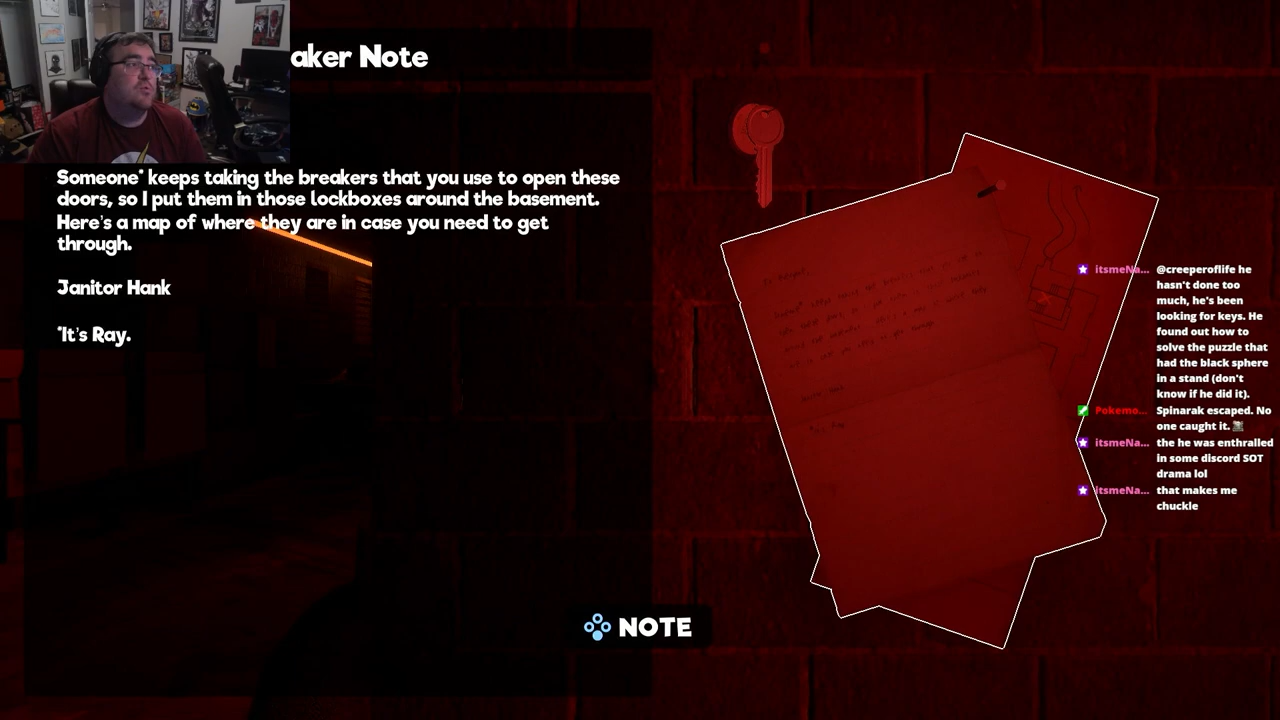 aker Note
Someone* keeps taking the breakers that you use to open these
doors, so I put them in those lockboxes around the basement.
Here's a map of where they are in case you need to get
through.
Janitor Hank
*It's Ray.
NOTE
itsmeNa... @creeperoflife he
hasn't done too
much, he's been
looking for keys. He
found out how to
solve the puzzle that
had the black sphere
in a stand (don't
know if he did it).
Pokemo... Spinarak escaped. No
one caught it.
itsmeNa... the he was enthralled
in some discord SOT
drama lol
itsmeNa... that makes me
chuckle